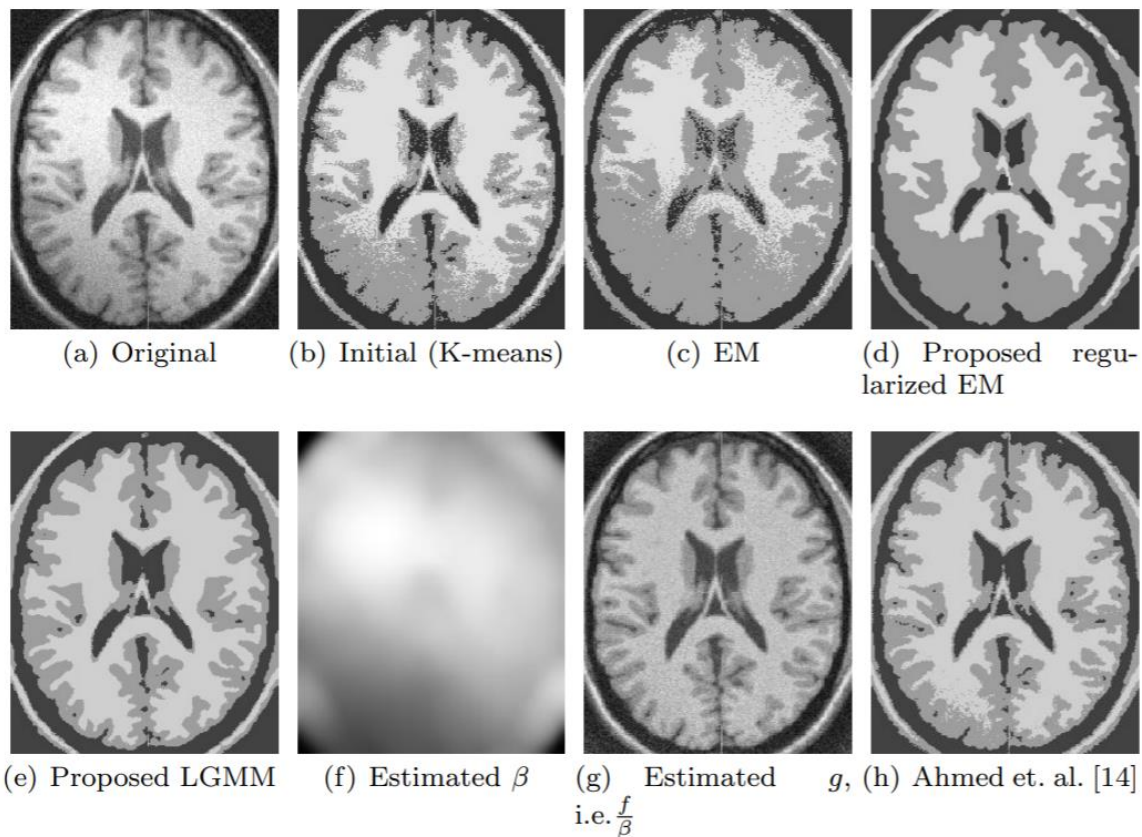 (a) Original
(b) Initial (K-means)
(c) EM
(d) Proposed regu-
larized EM
(e) Proposed LGMM
(f) Estimated β
(g) Estimated g,
i.e. f/β
(h) Ahmed et. al. [14]